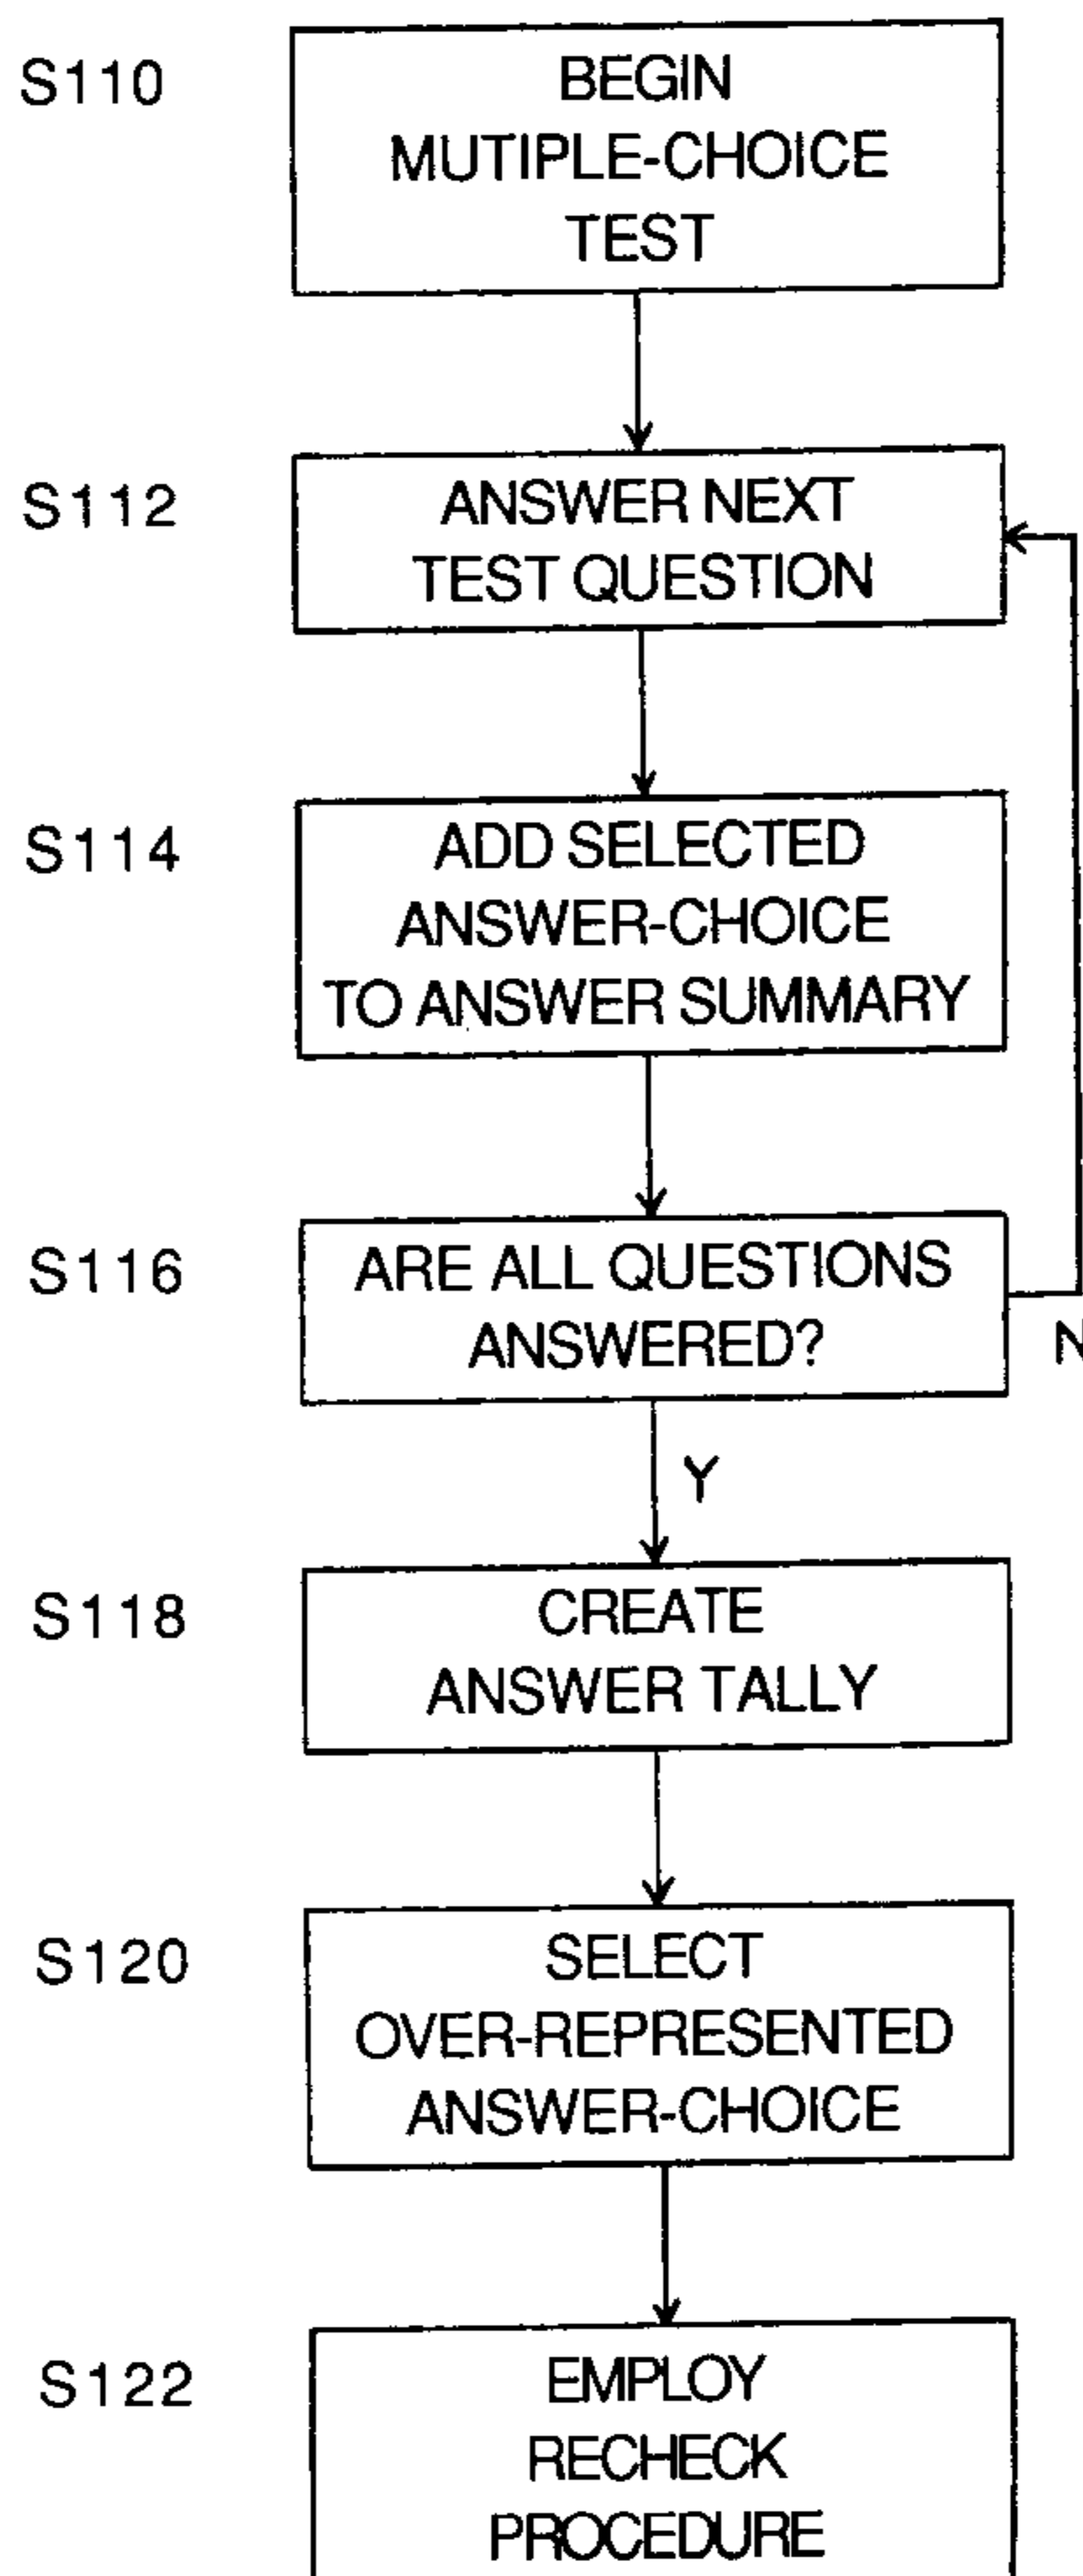 S110
BEGIN
MUTIPLE-CHOICE
TEST
S112
ANSWER NEXT
TEST QUESTION
S114
ADD SELECTED
ANSWER-CHOICE
TO ANSWER SUMMARY
S116
ARE ALL QUESTIONS
ANSWERED?
N
Y
S118
CREATE
ANSWER TALLY
S120
SELECT
OVER-REPRESENTED
ANSWER-CHOICE
S122
EMPLOY
RECHECK
PROCEDURE